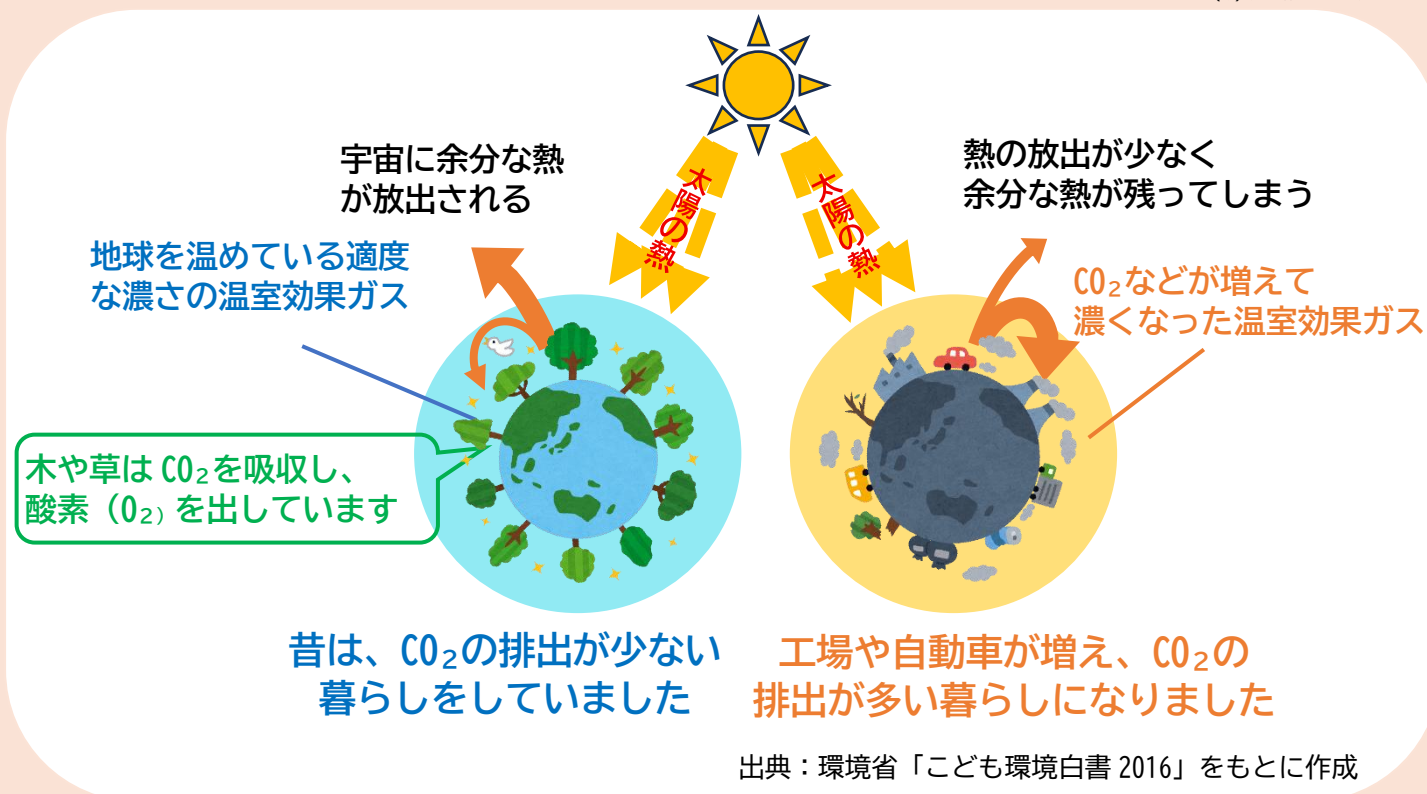 宇宙に余分な熱
が放出される
太陽の熱
太陽の熱
熱の放出が少なく
余分な熱が残ってしまう
地球を温めている適度
な濃さの温室効果ガス
CO₂などが増えて
濃くなった温室効果ガス
木や草は CO₂を吸収し、
酸素（O₂）を出しています
昔は、CO₂の排出が少ない
暮らしをしていました
工場や自動車が増え、CO₂の
排出が多い暮らしになりました
出典：環境省「こども環境白書 2016」をもとに作成